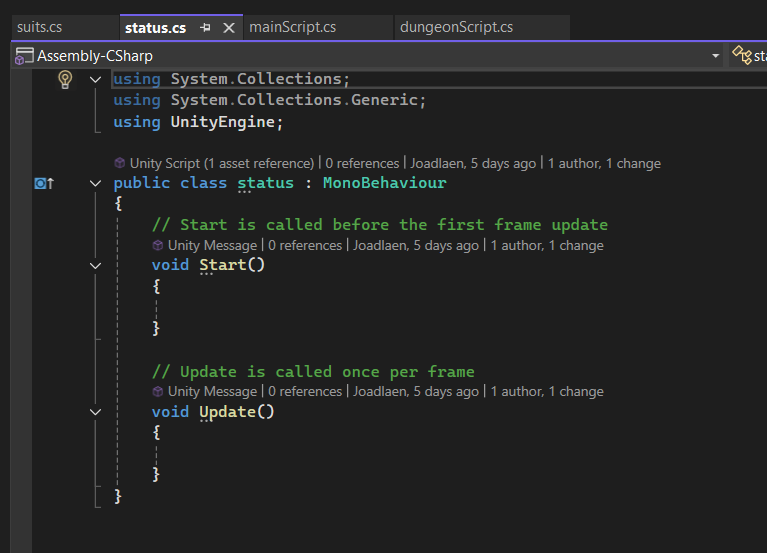 suits.cs status.cs mainScript.cs dungeonScript.cs
Assembly-CSharp
using System.Collections;
using System.Collections.Generic;
using UnityEngine;
Unity Script (1 asset reference) | 0 references | Joadlaen, 5 days ago | 1 author, 1 change
public class status : MonoBehaviour
{
// Start is called before the first frame update
Unity Message | 0 references | Joadlaen, 5 days ago | 1 author, 1 change
void Start()
{
}
// Update is called once per frame
Unity Message | 0 references | Joadlaen, 5 days ago | 1 author, 1 change
void Update()
{
}
}